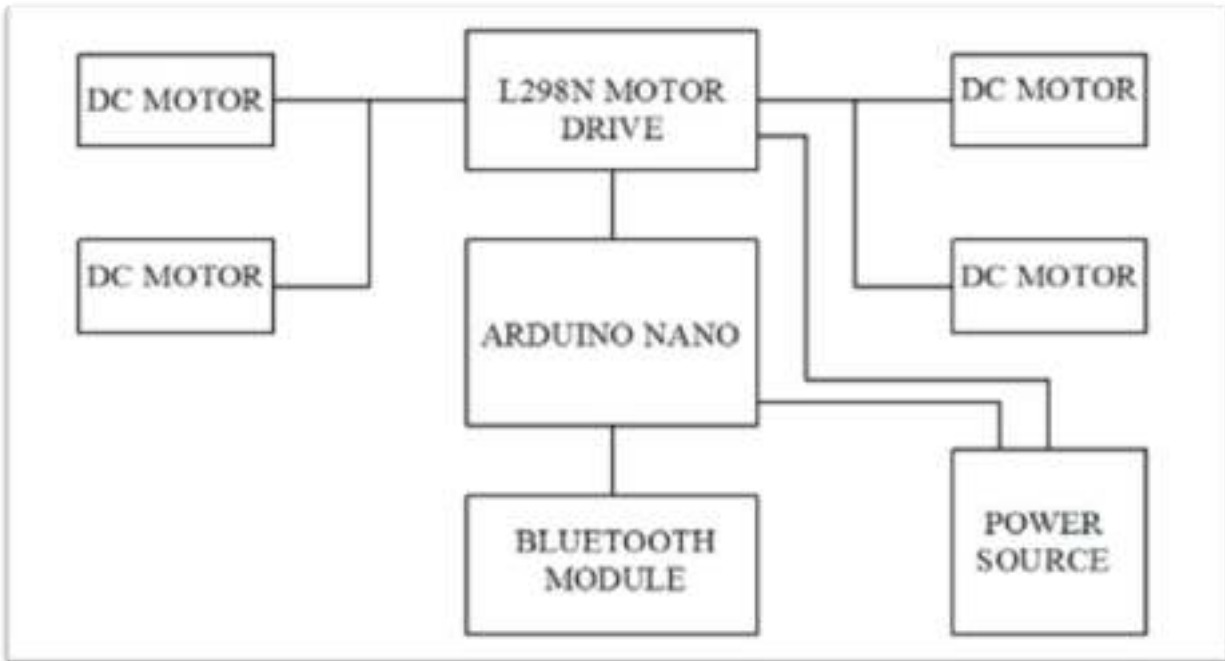 DC MOTOR
L298N MOTOR
DRIVE
DC MOTOR
DC MOTOR
ARDUINO NANO
DC MOTOR
BLUETOOTH
MODULE
POWER
SOURCE